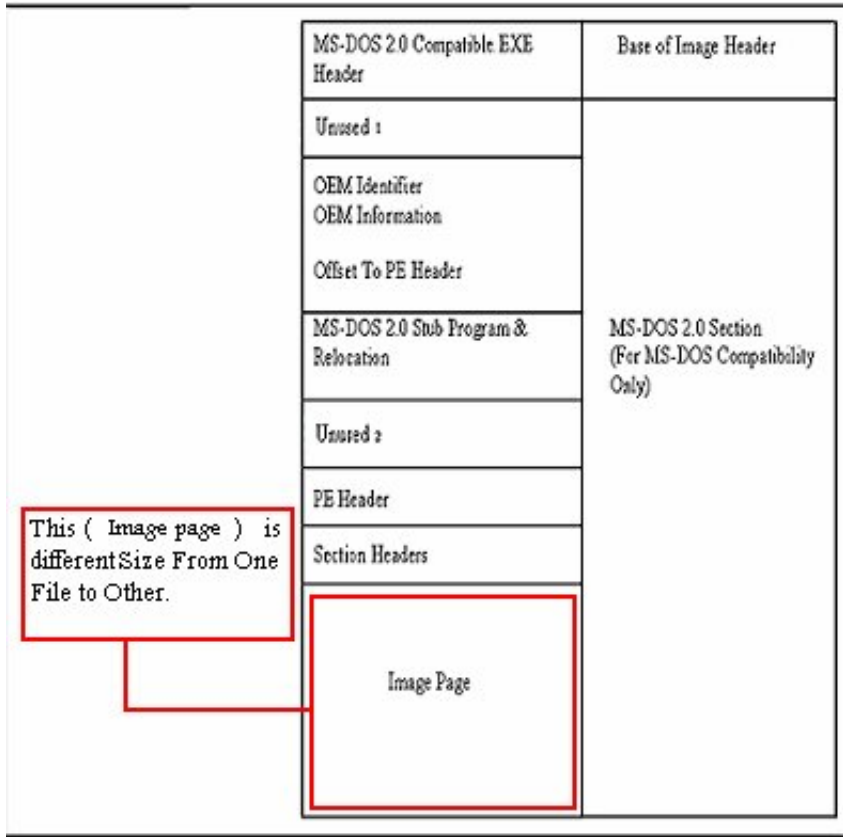 MS-DOS 2.0 Compatible EXE
Header
Base of Image Header
Unused 1
OEM Identifier
OEM Information
Offset To PE Header
MS-DOS 2.0 Stub Program &
Relocation
MS-DOS 2.0 Section
(For MS-DOS Compatibility
Only)
Unused 2
PE Header
Section Headers
This ( Image page ) is
different Size From One
File to Other.
Image Page